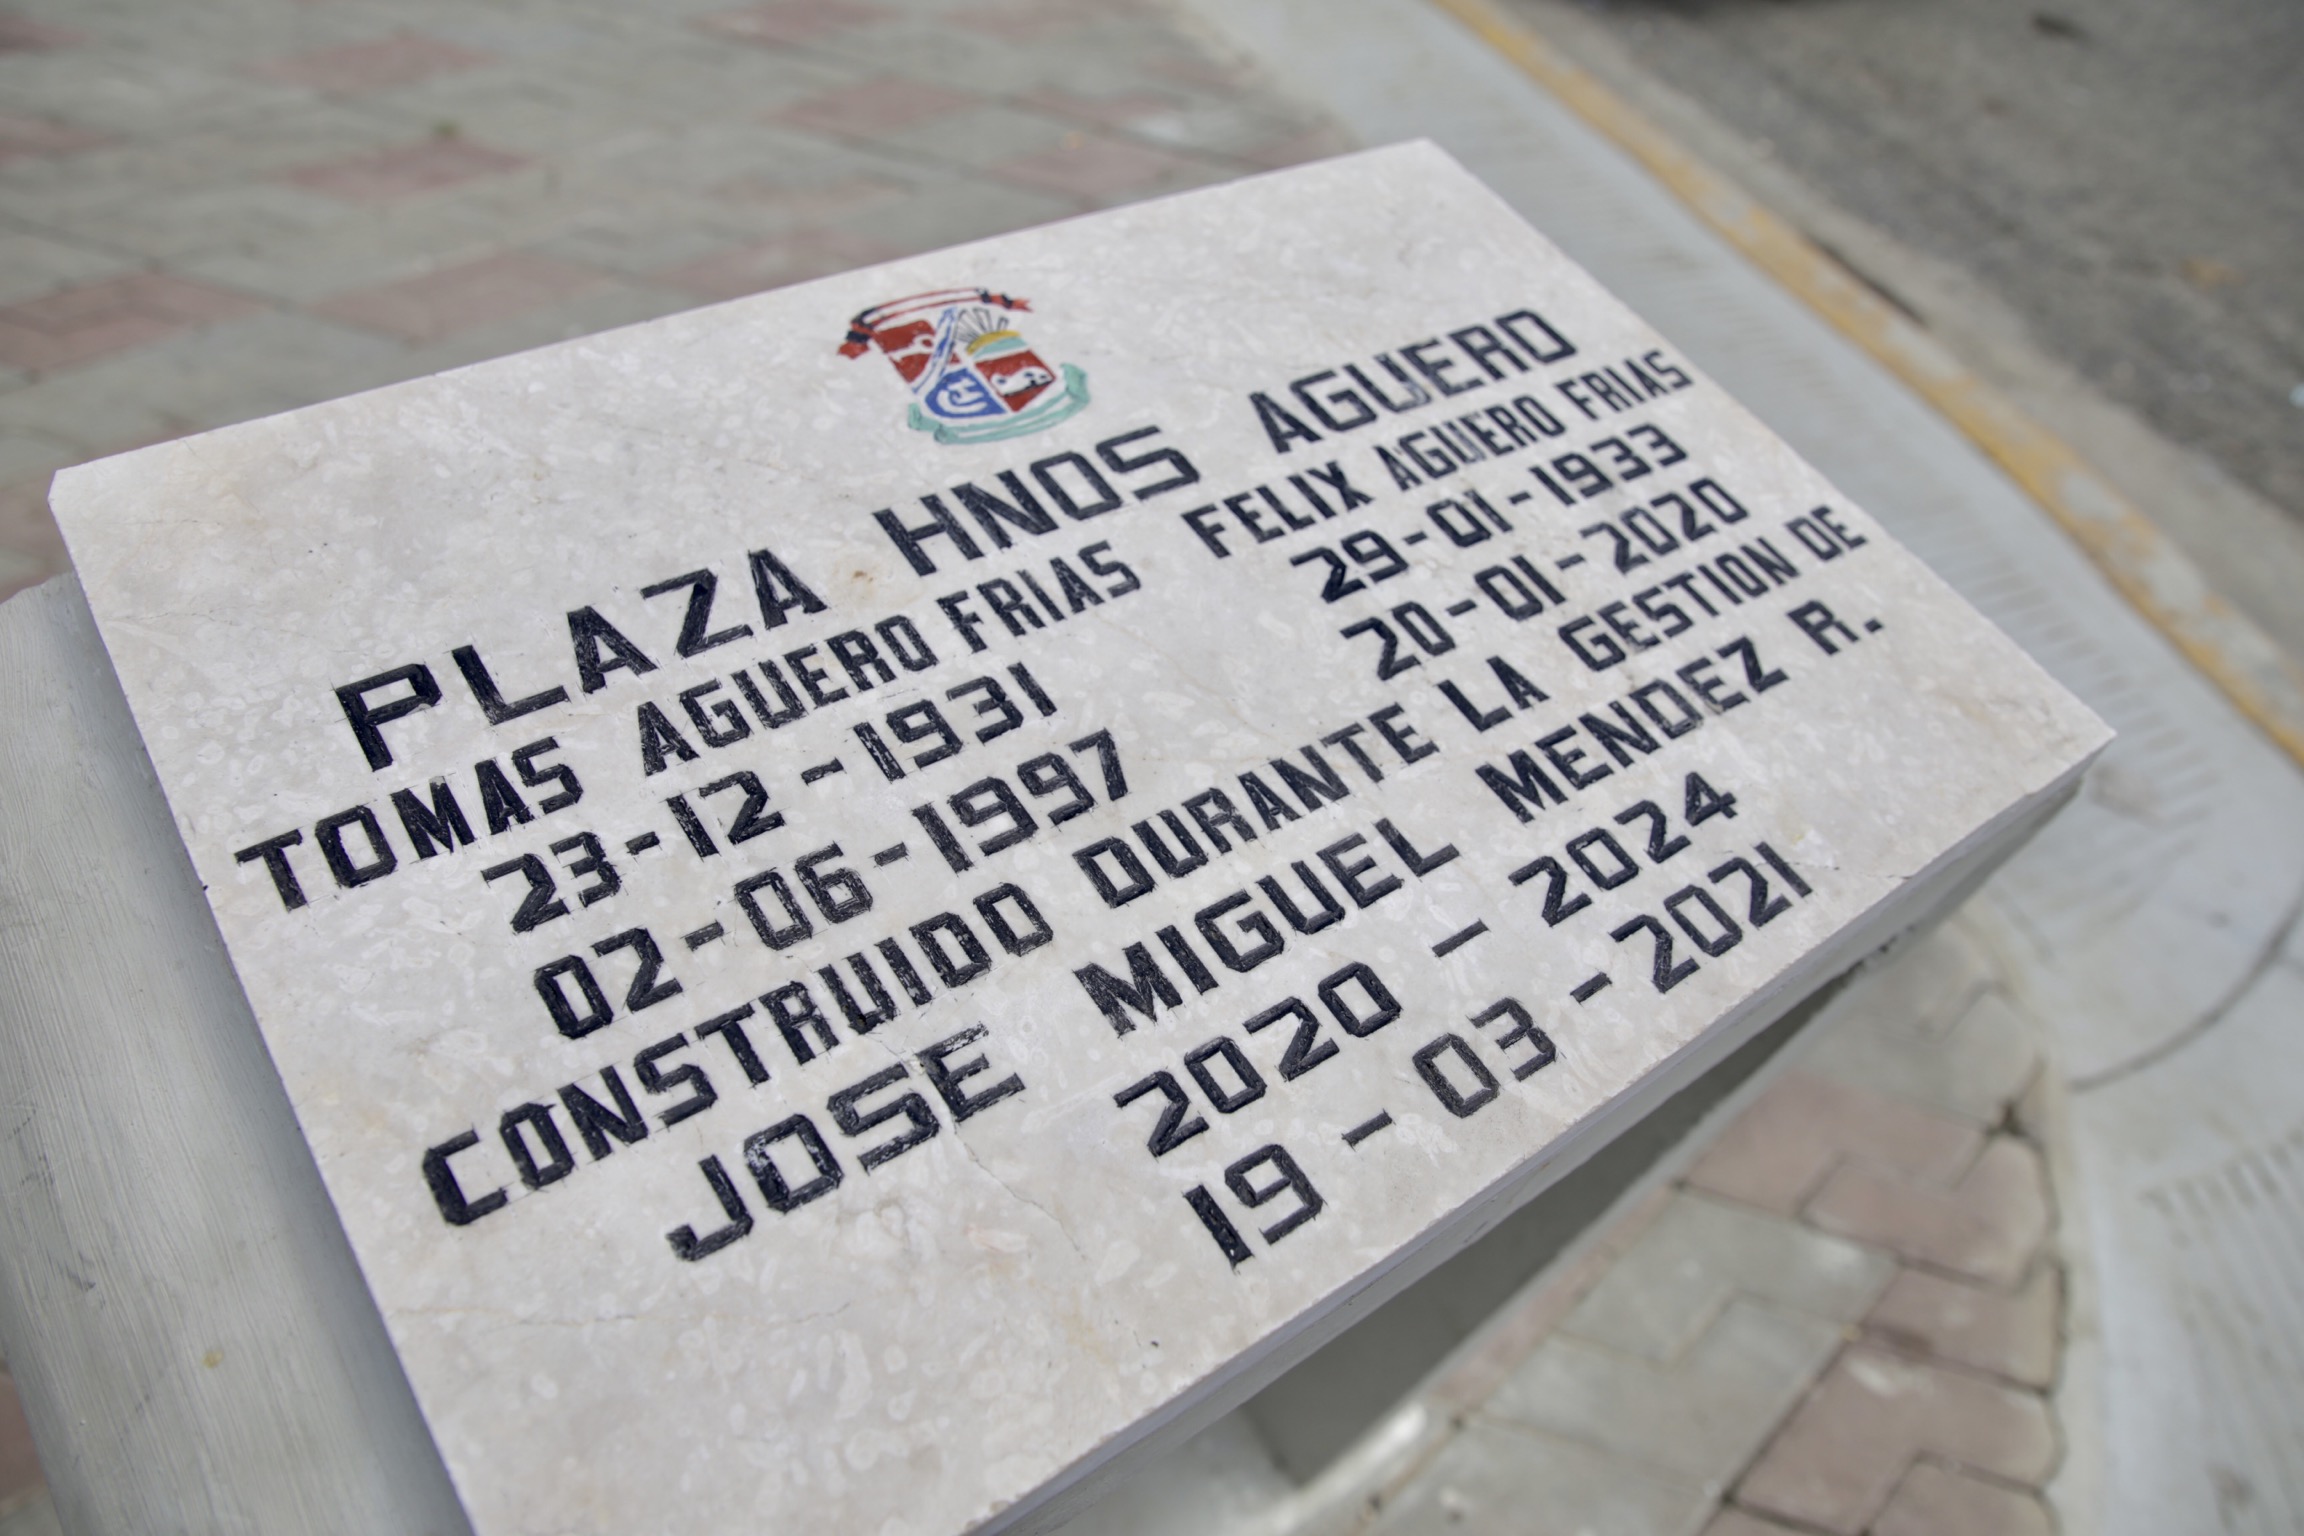 PLAZA HNOS AGUERO
TOMAS AGUERO FRIAS FELIX AGUERO FRIAS
23-12-1931 29-01-1933
02-06-1997 20-01-2020
CONSTRUIDO DURANTE LA GESTION DE
JOSE MIGUEL MENDEZ R.
2020 - 2024
19-03-2021